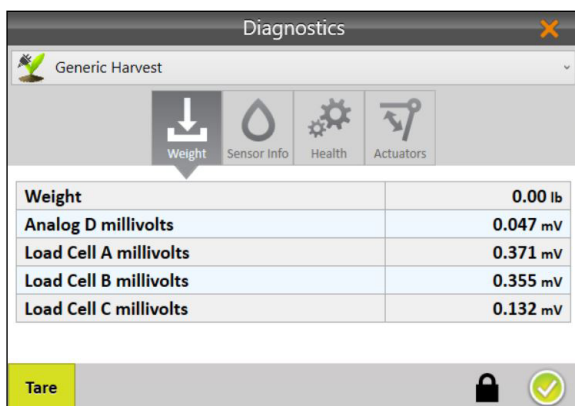 Diagnostics
Generic Harvest
Weight Sensor Info Health Actuators
Weight 0.00 lb
Analog D millivolts 0.047 mV
Load Cell A millivolts 0.371 mV
Load Cell B millivolts 0.355 mV
Load Cell C millivolts 0.132 mV
Tare